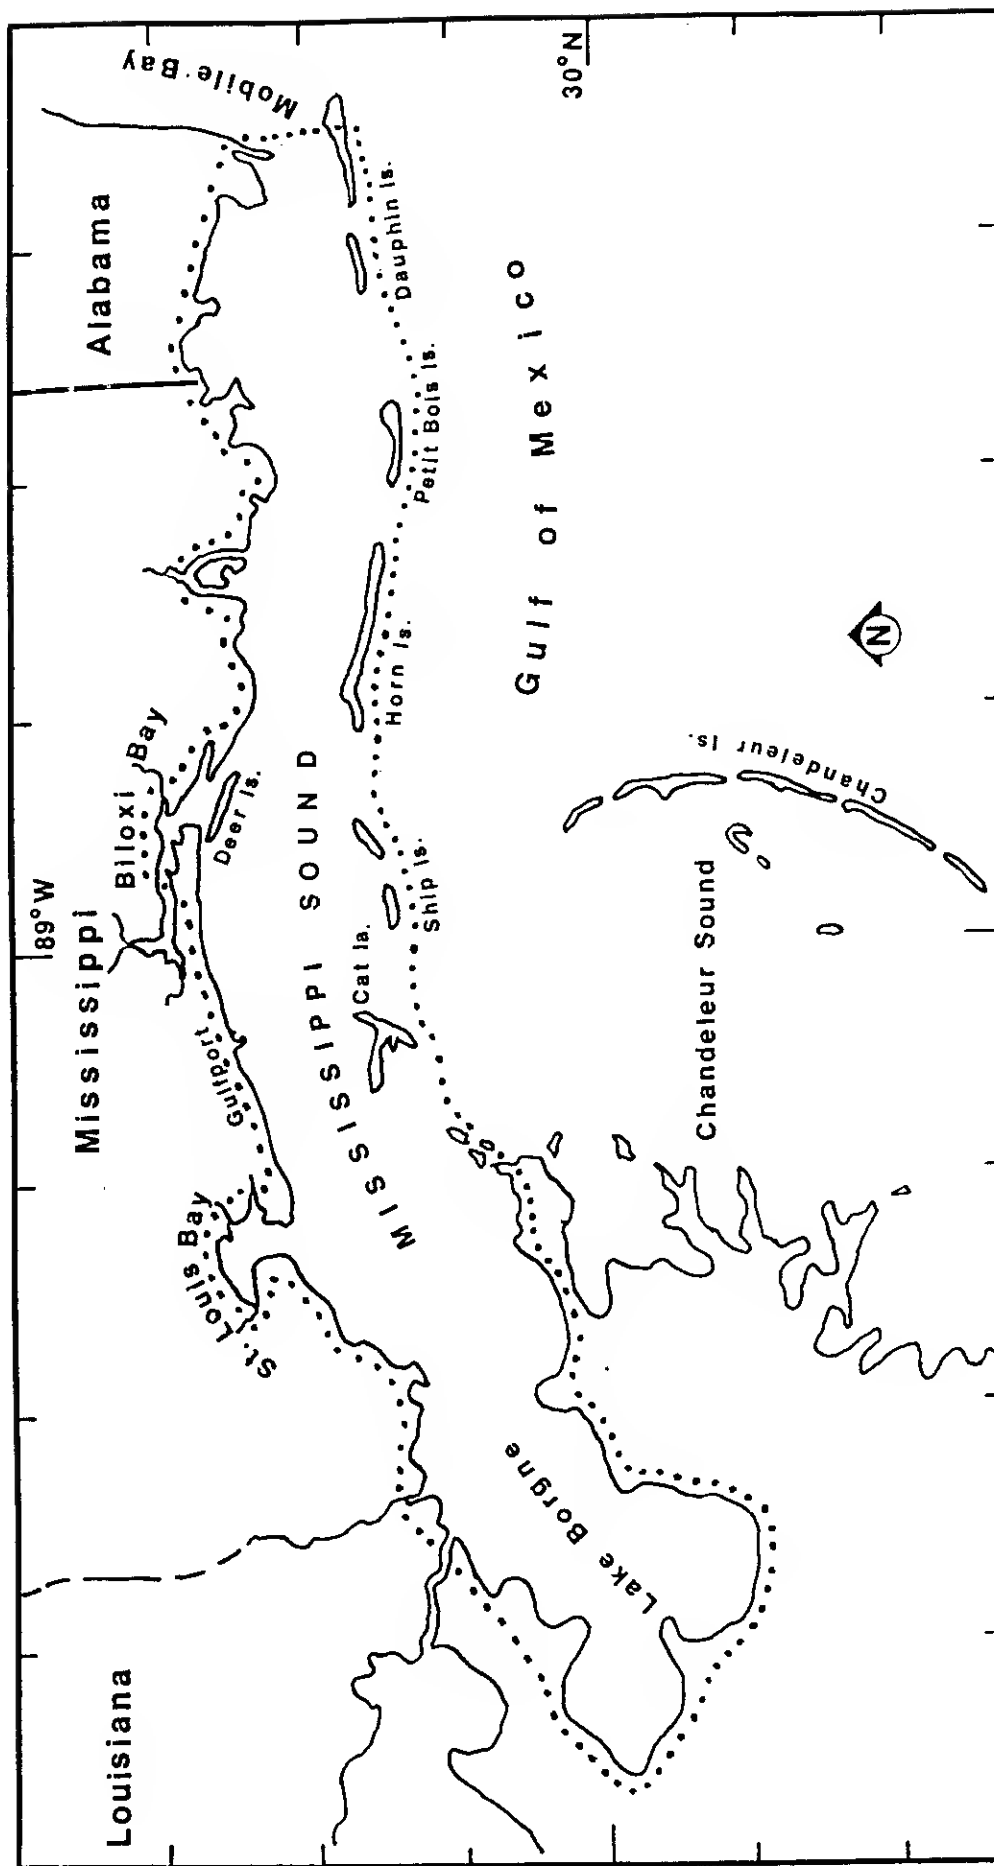 Louisiana
Mississippi
89°W
Alabama
Mobile Bay
Biloxi Bay
St. Louis Bay
Gulfport
Deer Is.
MISSISSIPPI SOUND
Cat Is.
Ship Is.
Horn Is.
Petit Bois Is.
Dauphin Is.
30°N
Lake Borgne
Gulf of Mexico
Chandeleur Sound
Chandeleur Is.
N